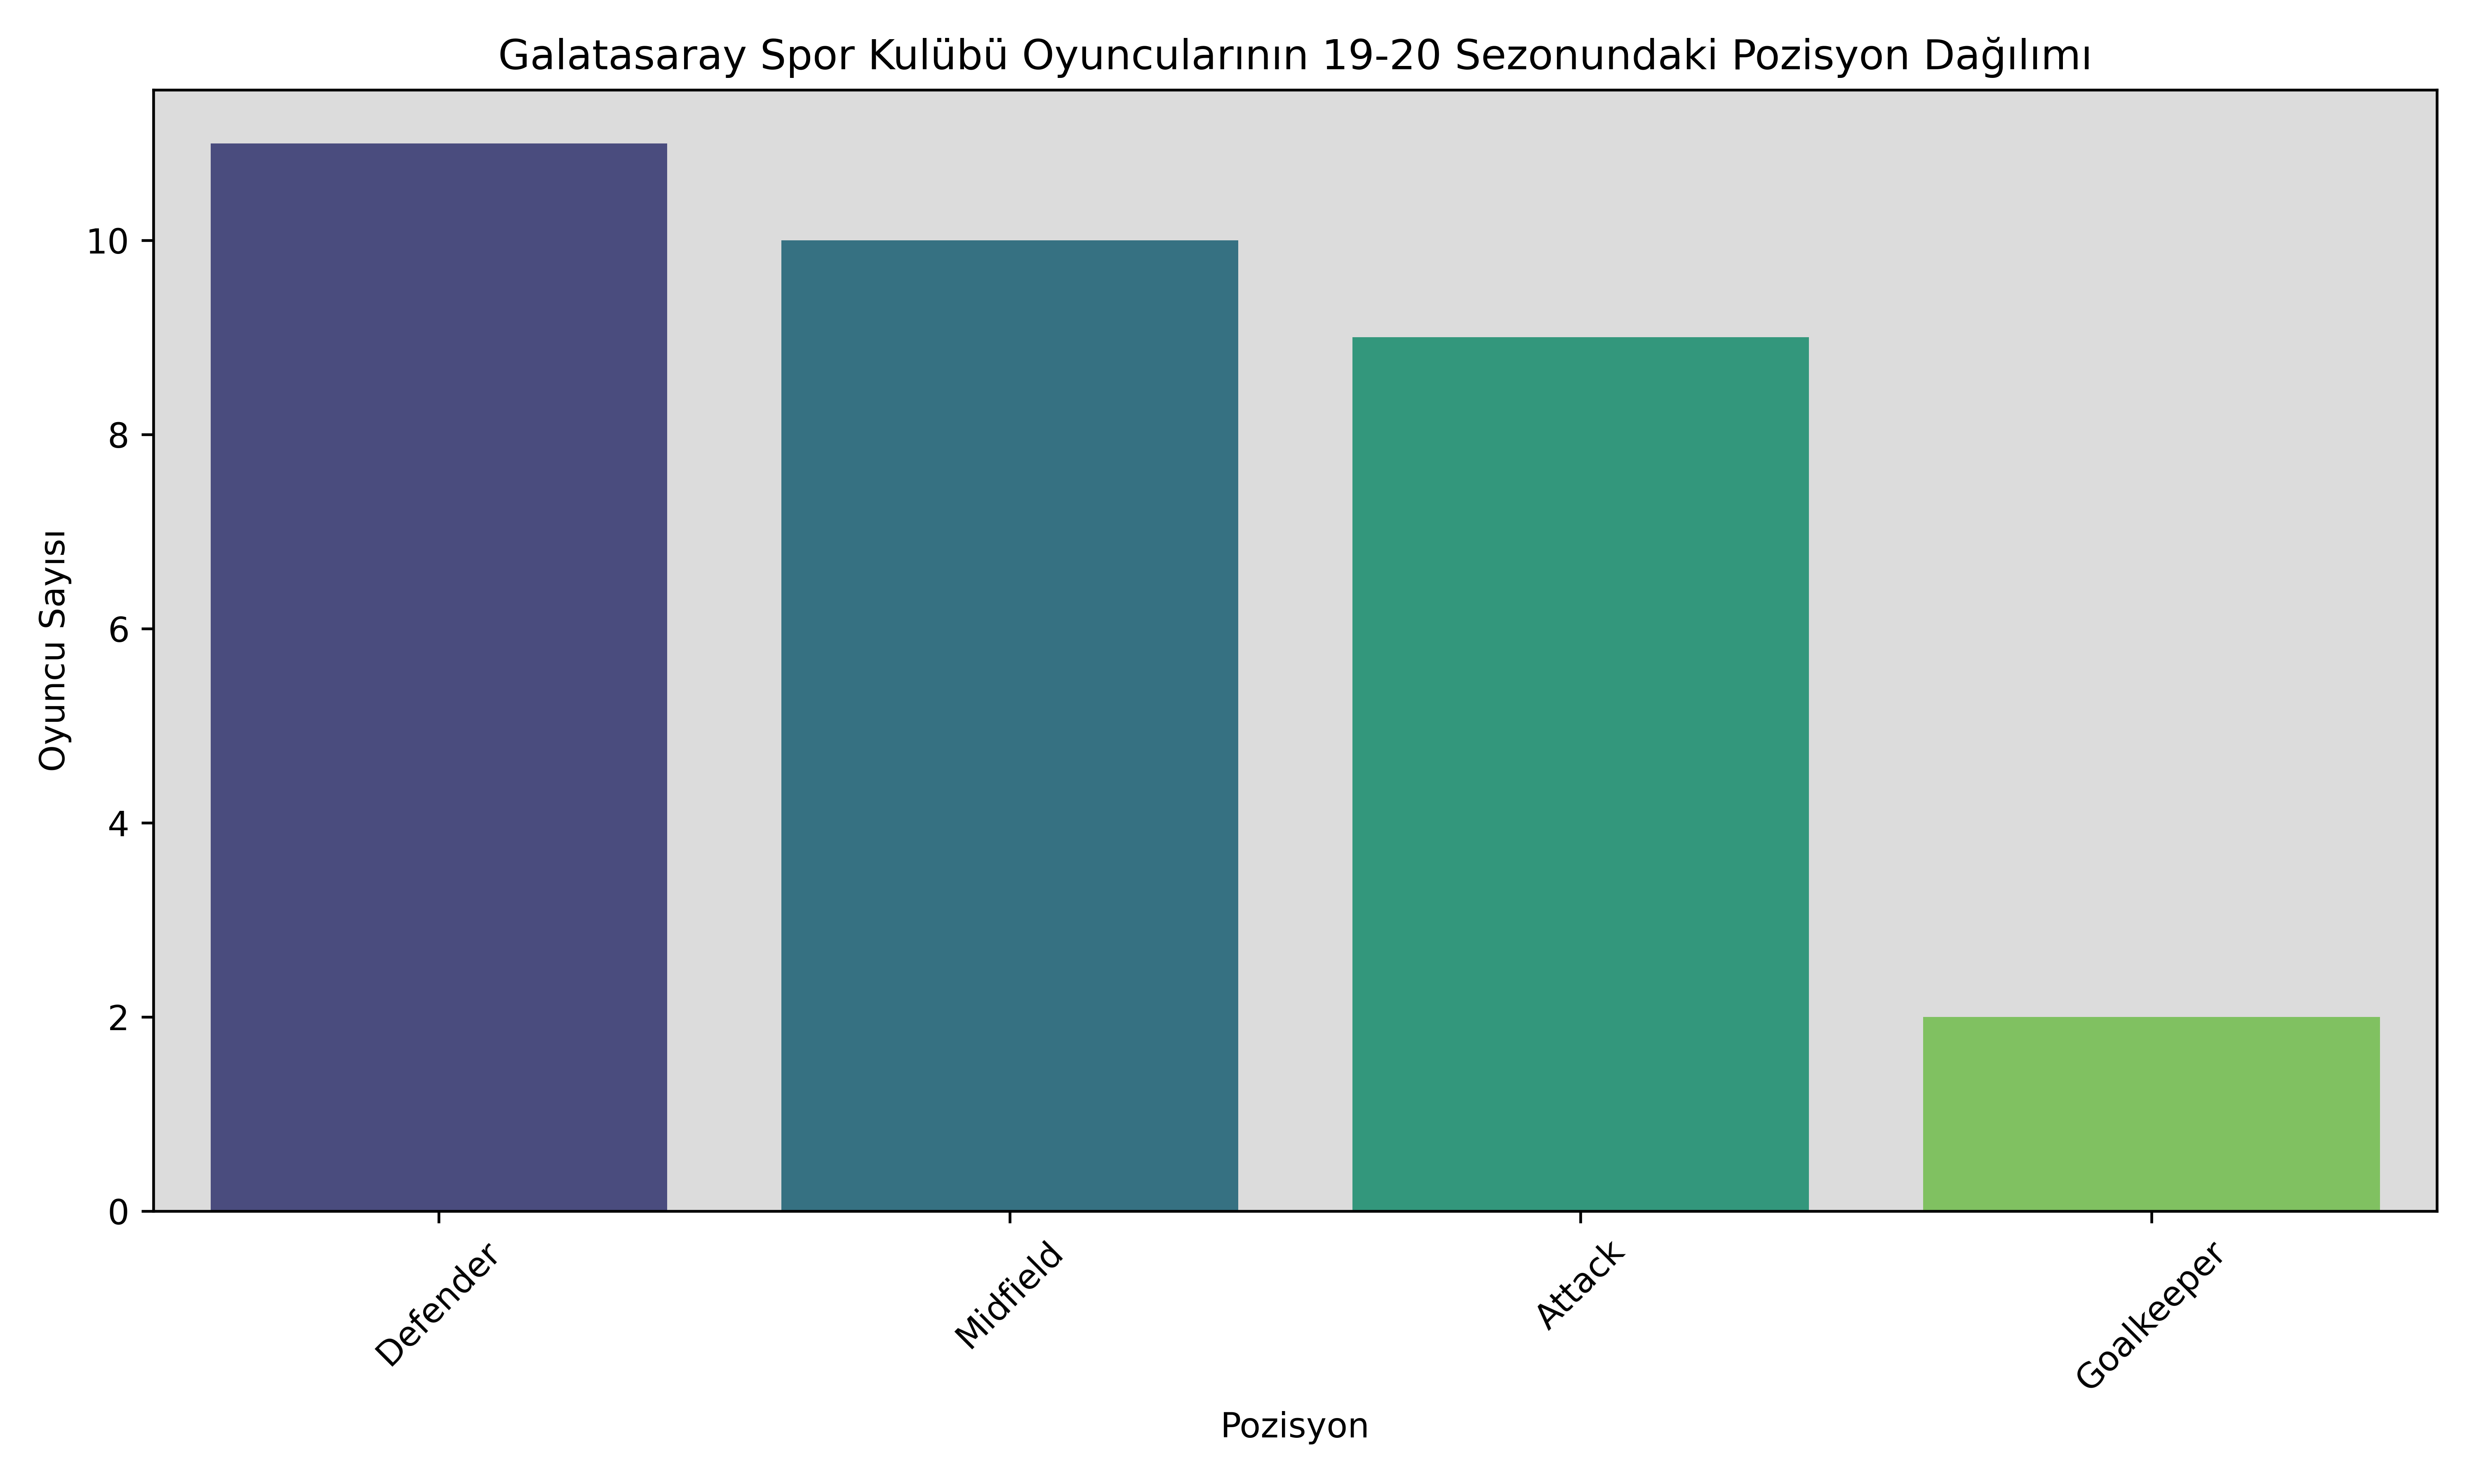 Galatasaray Spor Kulübü Oyuncularının 19-20 Sezonundaki Pozisyon Dağılımı
Oyuncu Sayısı
10
8
6
4
2
0
Defender
Midfield
Attack
Goalkeeper
Pozisyon